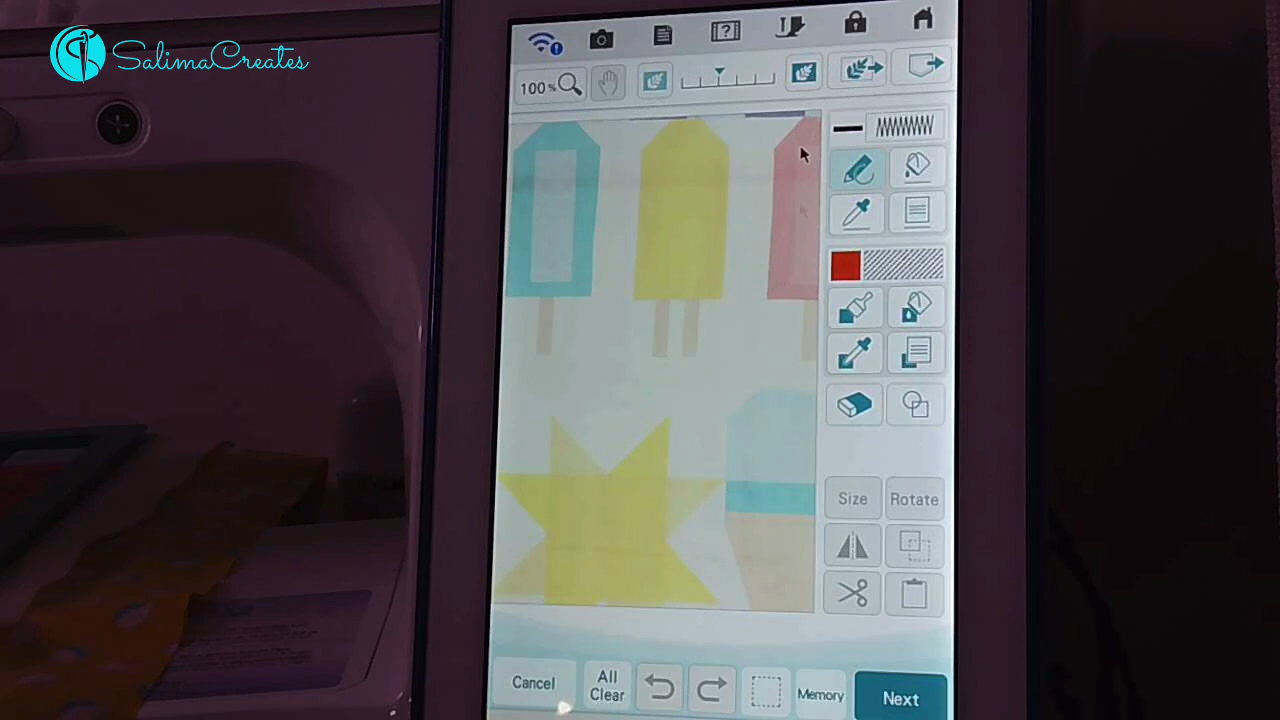 SalimaCreates
100 %
?
Size
Rotate
Cancel
All
Clear
Memory
Next